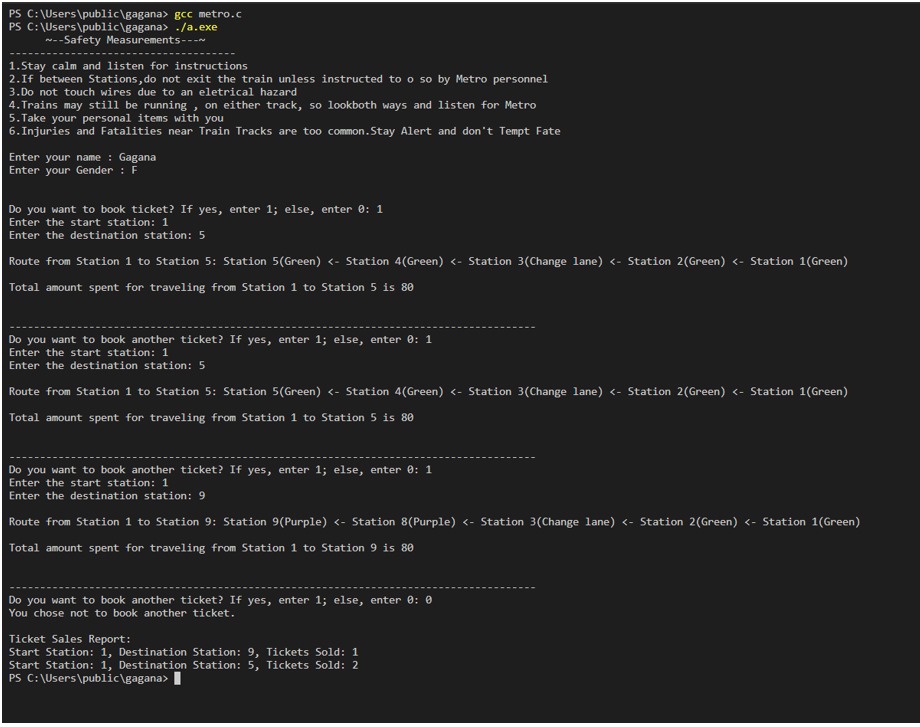 PS C:\Users\public\gagana> gcc metro.c
PS C:\Users\public\gagana> ./a.exe
~--Safety Measurements---~
-------------------------------------
1.Stay calm and listen for instructions
2.If between Stations,do not exit the train unless instructed to o so by Metro personnel
3.Do not touch wires due to an eletrical hazard
4.Trains may still be running , on either track, so lookboth ways and listen for Metro
5.Take your personal items with you
6.Injuries and Fatalities near Train Tracks are too common.Stay Alert and don't Tempt Fate
Enter your name : Gagana
Enter your Gender : F
Do you want to book ticket? If yes, enter 1; else, enter 0: 1
Enter the start station: 1
Enter the destination station: 5
Route from Station 1 to Station 5: Station 5(Green) <- Station 4(Green) <- Station 3(Change lane) <- Station 2(Green) <- Station 1(Green)
Total amount spent for traveling from Station 1 to Station 5 is 80
--------------------------------------------------------------------------------------
Do you want to book another ticket? If yes, enter 1; else, enter 0: 1
Enter the start station: 1
Enter the destination station: 5
Route from Station 1 to Station 5: Station 5(Green) <- Station 4(Green) <- Station 3(Change lane) <- Station 2(Green) <- Station 1(Green)
Total amount spent for traveling from Station 1 to Station 5 is 80
--------------------------------------------------------------------------------------
Do you want to book another ticket? If yes, enter 1; else, enter 0: 1
Enter the start station: 1
Enter the destination station: 9
Route from Station 1 to Station 9: Station 9(Purple) <- Station 8(Purple) <- Station 3(Change lane) <- Station 2(Green) <- Station 1(Green)
Total amount spent for traveling from Station 1 to Station 9 is 80
--------------------------------------------------------------------------------------
Do you want to book another ticket? If yes, enter 1; else, enter 0: 0
You chose not to book another ticket.
Ticket Sales Report:
Start Station: 1, Destination Station: 9, Tickets Sold: 1
Start Station: 1, Destination Station: 5, Tickets Sold: 2
PS C:\Users\public\gagana>